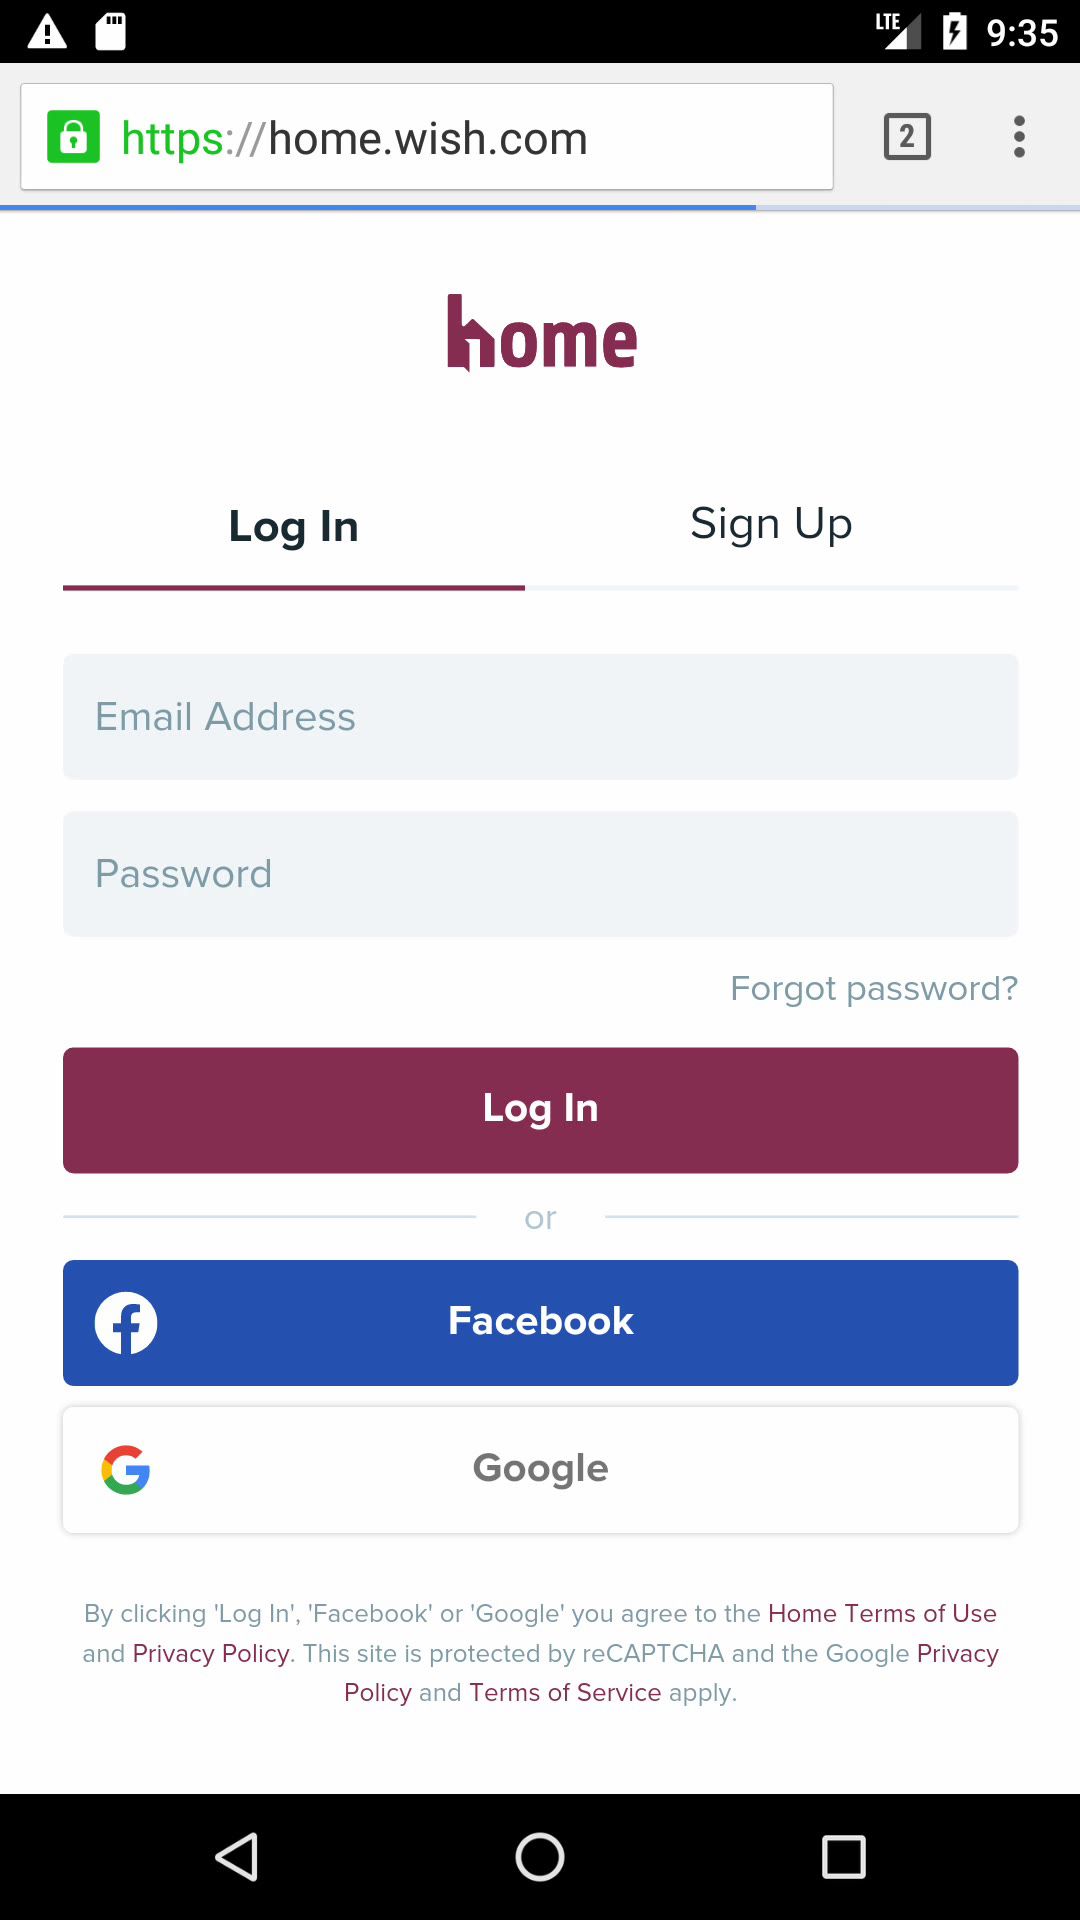 LTE 9:35
https://home.wish.com 2
home
Log In Sign Up
Email Address
Password
Forgot password?
Log In
or
Facebook
Google
By clicking 'Log In', 'Facebook' or 'Google' you agree to the Home Terms of Use
and Privacy Policy. This site is protected by reCAPTCHA and the Google Privacy
Policy and Terms of Service apply.